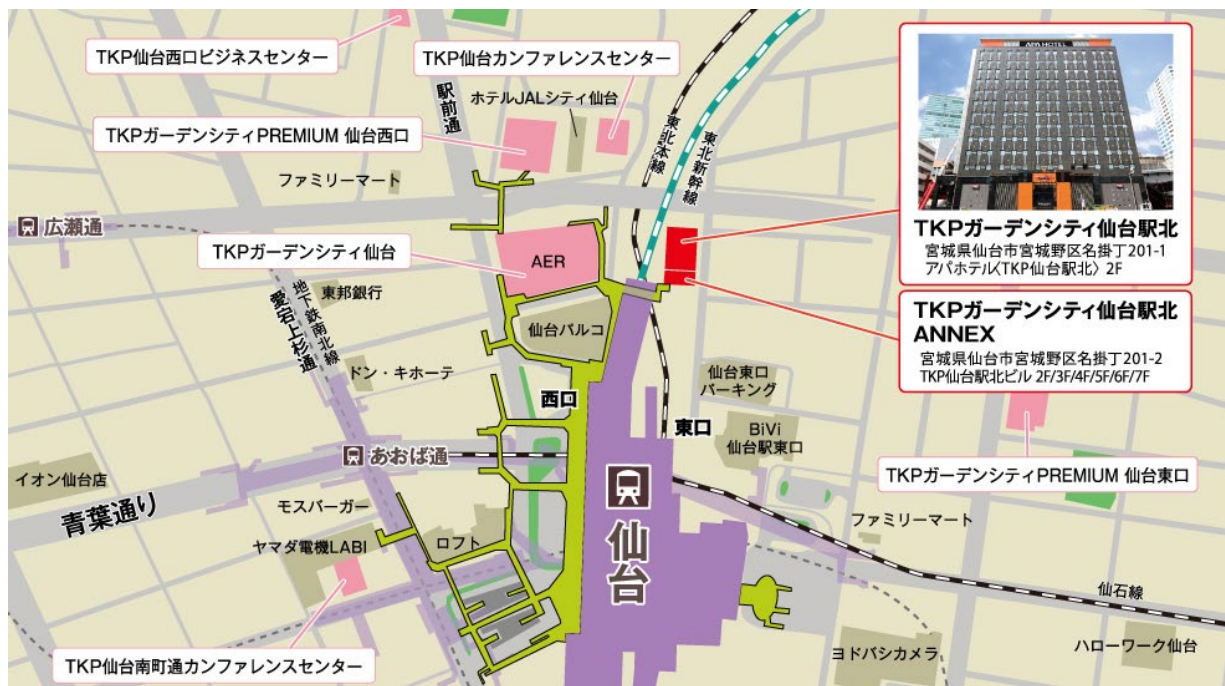 TKP仙台西口ビジネスセンター
TKP仙台カンファレンスセンター
駅前通
ホテルJALシティ仙台
TKPガーデンシティPREMIUM 仙台西口
東北本線
東北新幹線
ファミリーマート
広瀬通
TKPガーデンシティ仙台
AER
地下鉄南北線
愛宕上杉通
東邦銀行
仙台パルコ
ドン・キホーテ
西口
東口
仙台東口
パーキング
BiVi
仙台駅東口
あおば通
イオン仙台店
青葉通り
モスバーガー
ヤマダ電機LABI
ロフト
仙台
ファミリーマート
仙石線
ハローワーク仙台
ヨドバシカメラ
TKP仙台南町通カンファレンスセンター
TKPガーデンシティPREMIUM 仙台東口
APA HOTEL
TKPガーデンシティ仙台駅北
宮城県仙台市宮城野区名掛丁201-1
アパホテル〈TKP仙台駅北〉 2F
TKPガーデンシティ仙台駅北
ANNEX
宮城県仙台市宮城野区名掛丁201-2
TKP仙台駅北ビル 2F/3F/4F/5F/6F/7F